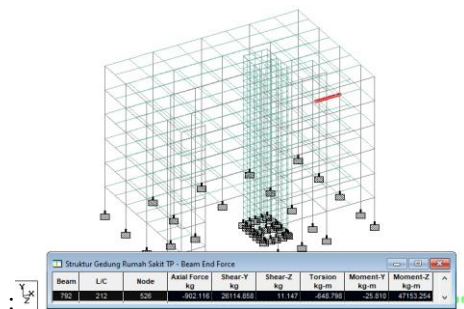 Struktur Gedung Rumah Sakit TP - Beam End Force
Beam L/C Node Axial Force kg Shear-Y kg Shear-Z kg Torsion kg-m Moment-Y kg-m Moment-Z kg-m
792 212 526 -902.116 26114.858 11.147 -648.798 -25.810 47153.254
Y
X
Z